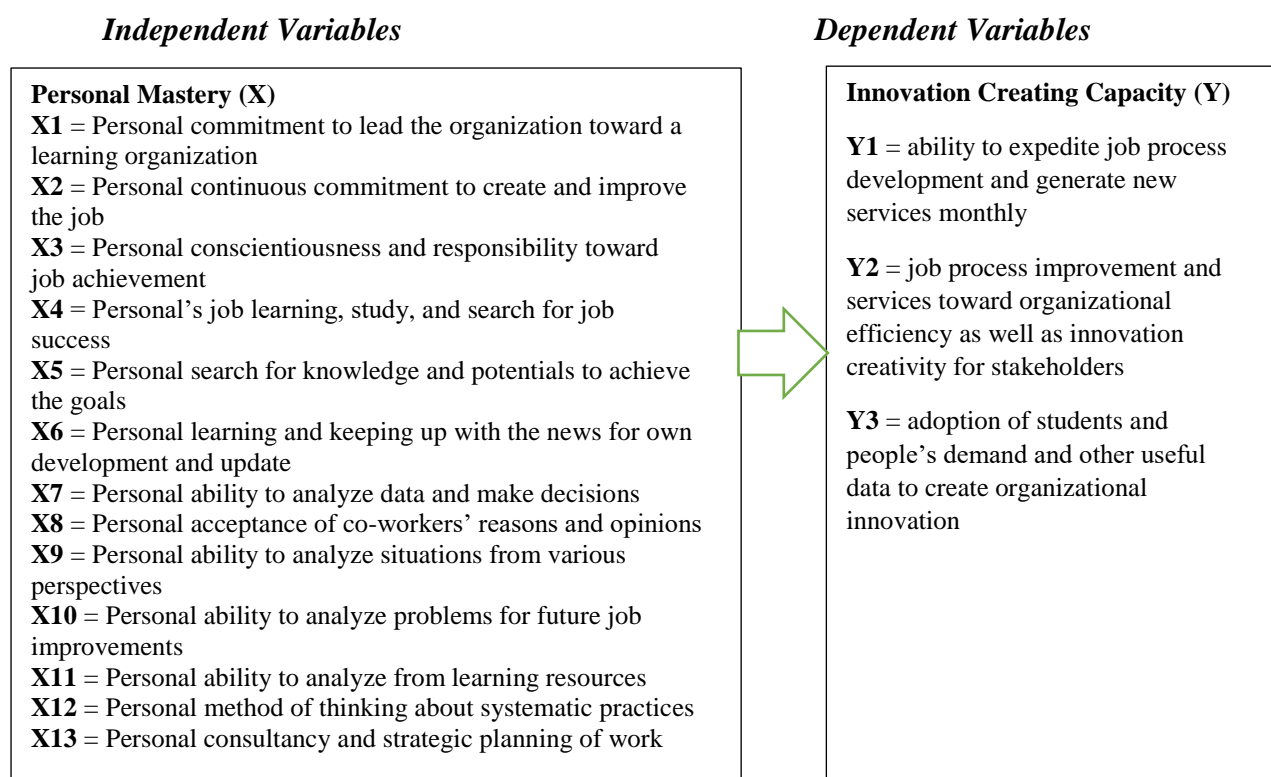 Independent Variables
Dependent Variables
Personal Mastery (X)
X1 = Personal commitment to lead the organization toward a
learning organization
X2 = Personal continuous commitment to create and improve
the job
X3 = Personal conscientiousness and responsibility toward
job achievement
X4 = Personal’s job learning, study, and search for job
success
X5 = Personal search for knowledge and potentials to achieve
the goals
X6 = Personal learning and keeping up with the news for own
development and update
X7 = Personal ability to analyze data and make decisions
X8 = Personal acceptance of co-workers’ reasons and opinions
X9 = Personal ability to analyze situations from various
perspectives
X10 = Personal ability to analyze problems for future job
improvements
X11 = Personal ability to analyze from learning resources
X12 = Personal method of thinking about systematic practices
X13 = Personal consultancy and strategic planning of work
Innovation Creating Capacity (Y)
Y1 = ability to expedite job process
development and generate new
services monthly
Y2 = job process improvement and
services toward organizational
efficiency as well as innovation
creativity for stakeholders
Y3 = adoption of students and
people’s demand and other useful
data to create organizational
innovation